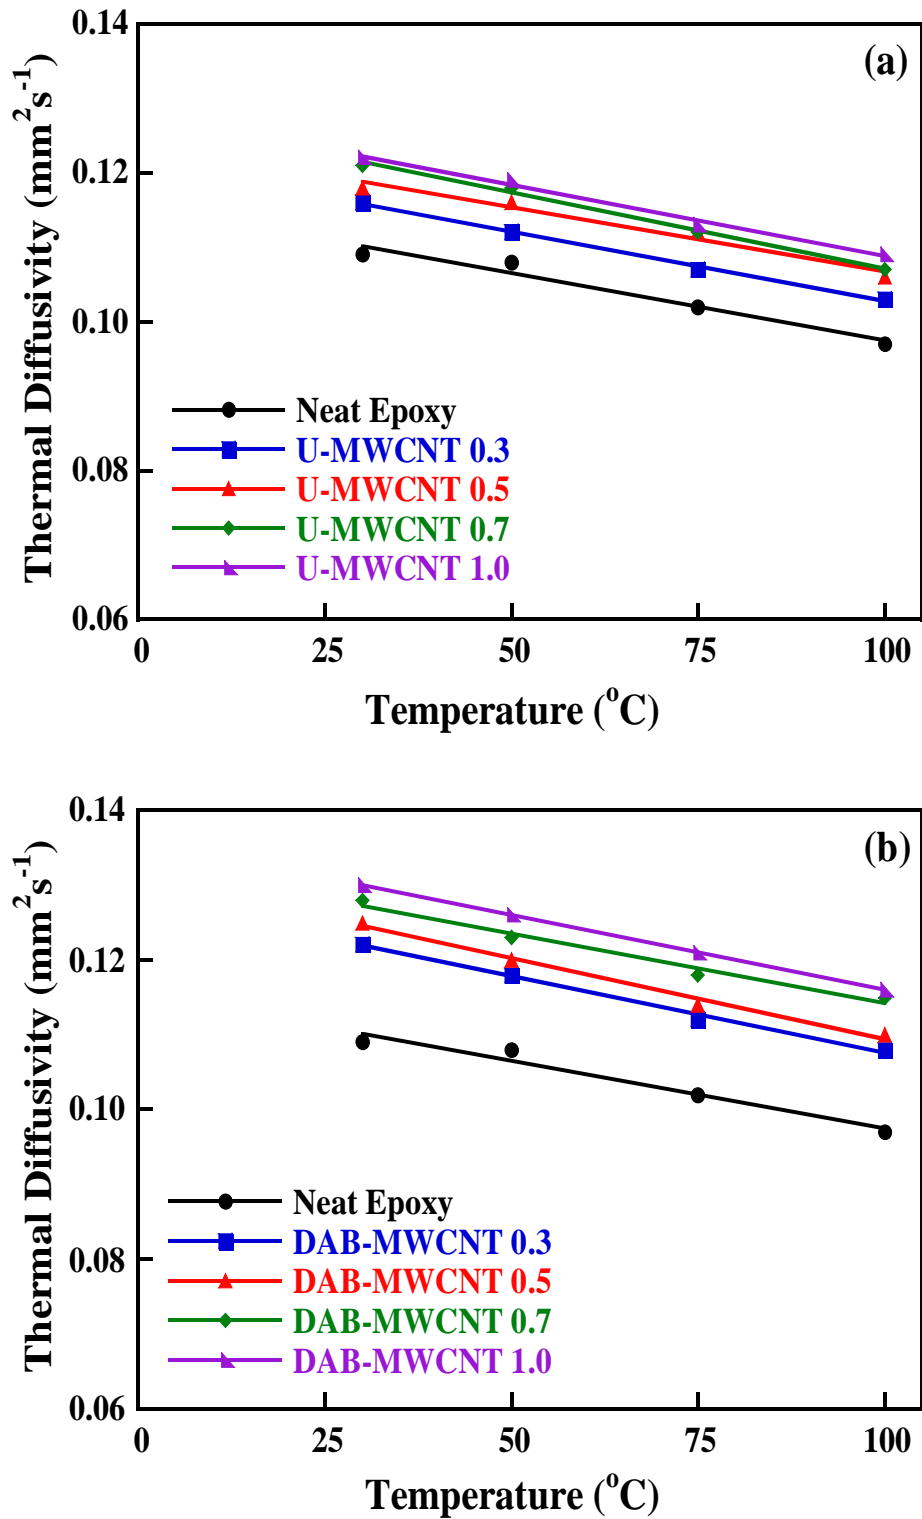 (a)
Thermal Diffusivity (mm²s⁻¹)
0.14
0.12
0.10
0.08
0.06
Neat Epoxy
U-MWCNT 0.3
U-MWCNT 0.5
U-MWCNT 0.7
U-MWCNT 1.0
0 25 50 75 100
Temperature (°C)
(b)
Thermal Diffusivity (mm²s⁻¹)
0.14
0.12
0.10
0.08
0.06
Neat Epoxy
DAB-MWCNT 0.3
DAB-MWCNT 0.5
DAB-MWCNT 0.7
DAB-MWCNT 1.0
0 25 50 75 100
Temperature (°C)